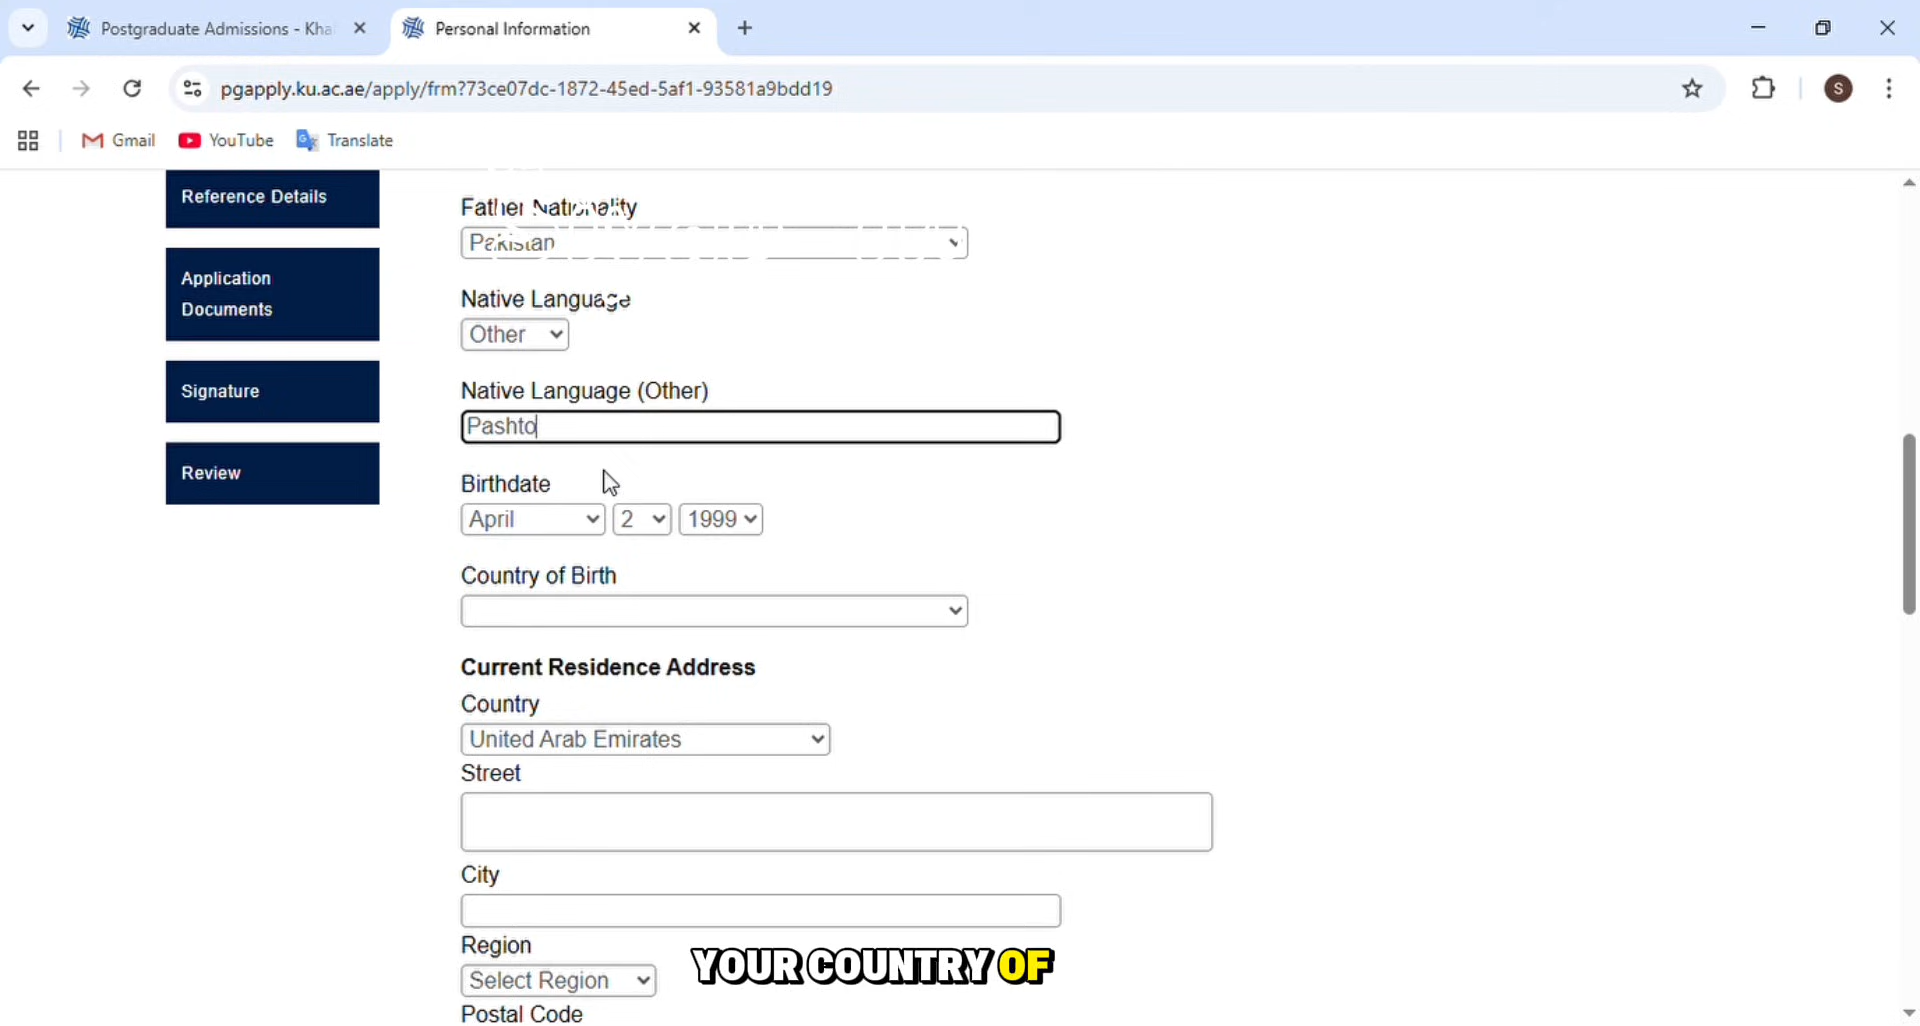 Postgraduate Admissions - Kha
Personal Information
pgapply.ku.ac.ae/apply/frm?73ce07dc-1872-45ed-5af1-93581a9bdd19
S
Gmail
YouTube
Translate
Reference Details
Application
Documents
Signature
Review
Father Nationality
Pakistan
Native Language
Other
Native Language (Other)
Pashto
Birthdate
April 2 1999
Country of Birth
Current Residence Address
Country
United Arab Emirates
Street
City
Region
Select Region
Postal Code
YOUR COUNTRY OF